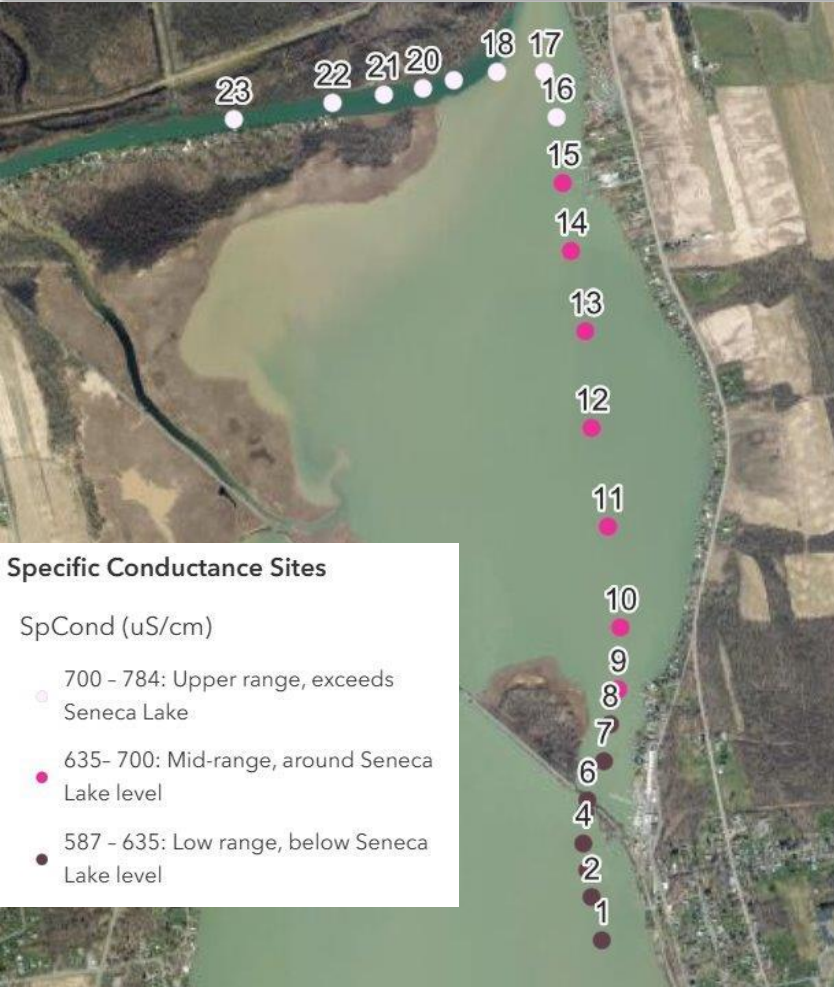 18 17
20
21
22
23
16
15
14
13
12
11
10
9
8
7
6
4
2
1
Specific Conductance Sites
SpCond (uS/cm)
700 – 784: Upper range, exceeds
Seneca Lake
635– 700: Mid-range, around Seneca
Lake level
587 – 635: Low range, below Seneca
Lake level